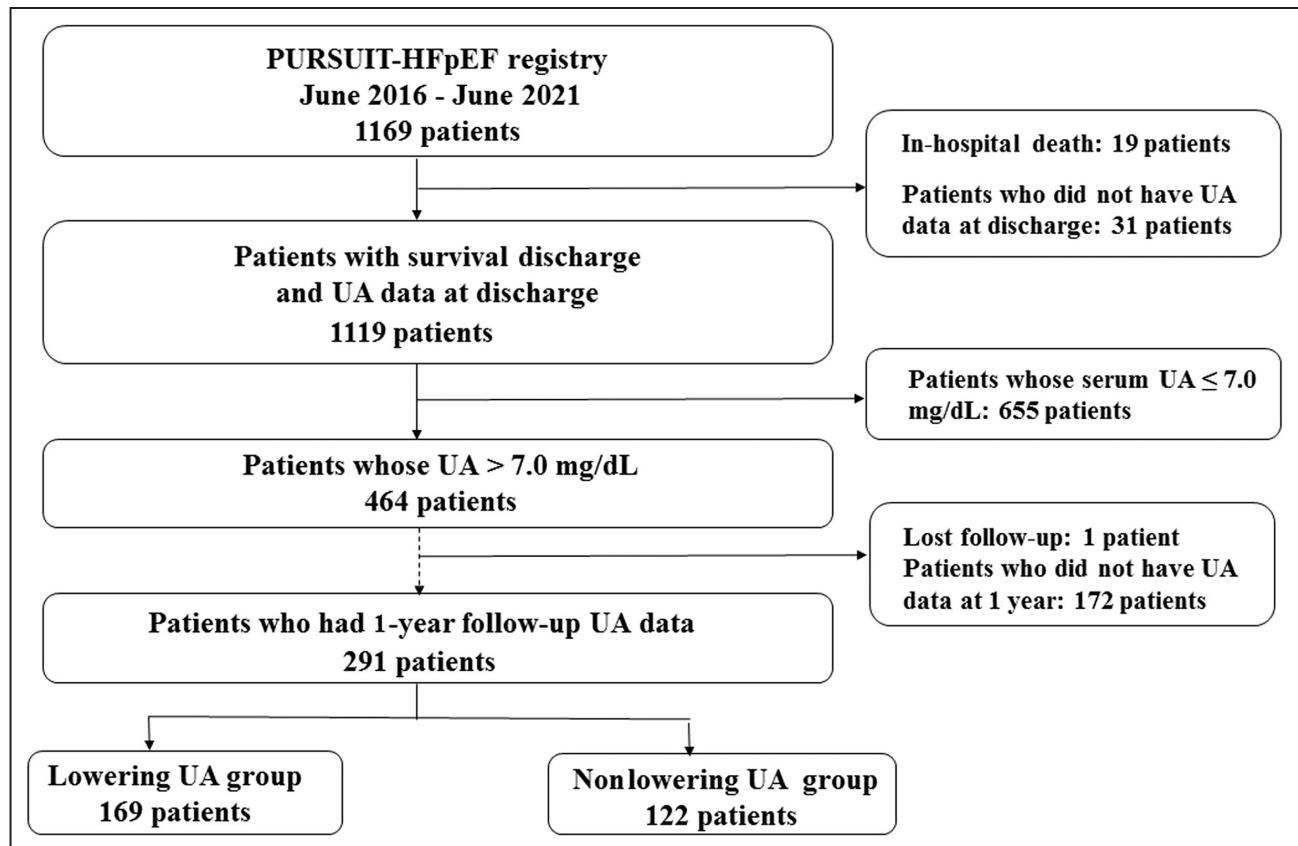 PURSUIT-HFpEF registry
June 2016 - June 2021
1169 patients
In-hospital death: 19 patients
Patients who did not have UA
data at discharge: 31 patients
Patients with survival discharge
and UA data at discharge
1119 patients
Patients whose serum UA ≤ 7.0
mg/dL: 655 patients
Patients whose UA > 7.0 mg/dL
464 patients
Lost follow-up: 1 patient
Patients who did not have UA
data at 1 year: 172 patients
Patients who had 1-year follow-up UA data
291 patients
Lowering UA group
169 patients
Non lowering UA group
122 patients